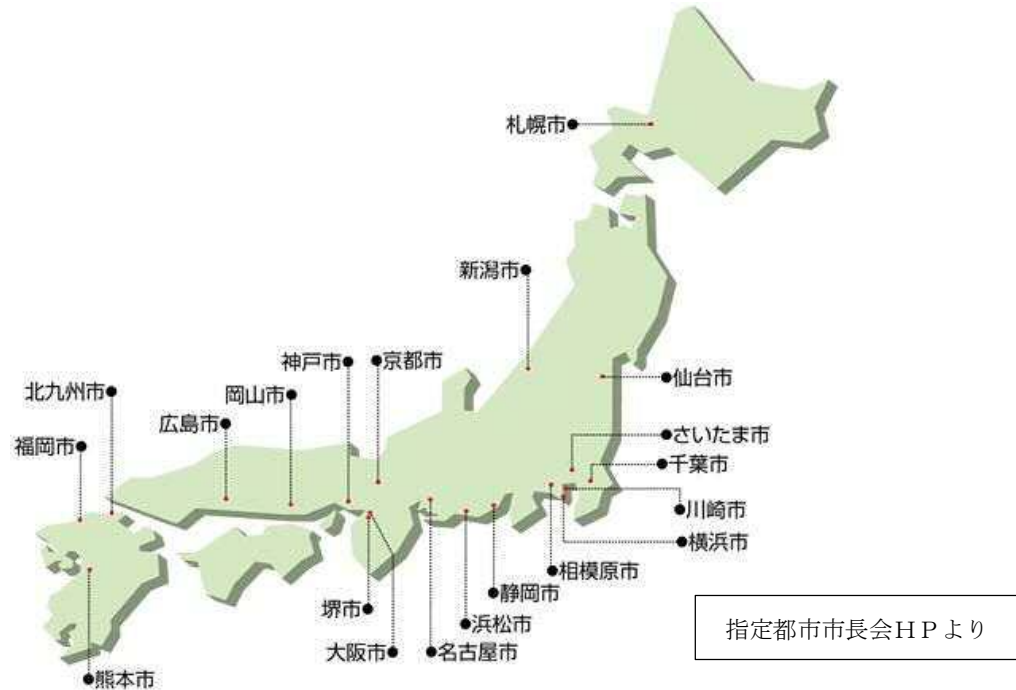 札幌市
新潟市
神戸市
京都市
仙台市
北九州市
岡山市
広島市
さいたま市
福岡市
千葉市
川崎市
横浜市
相模原市
静岡市
堺市
浜松市
指定都市市長会ＨＰより
大阪市
名古屋市
熊本市